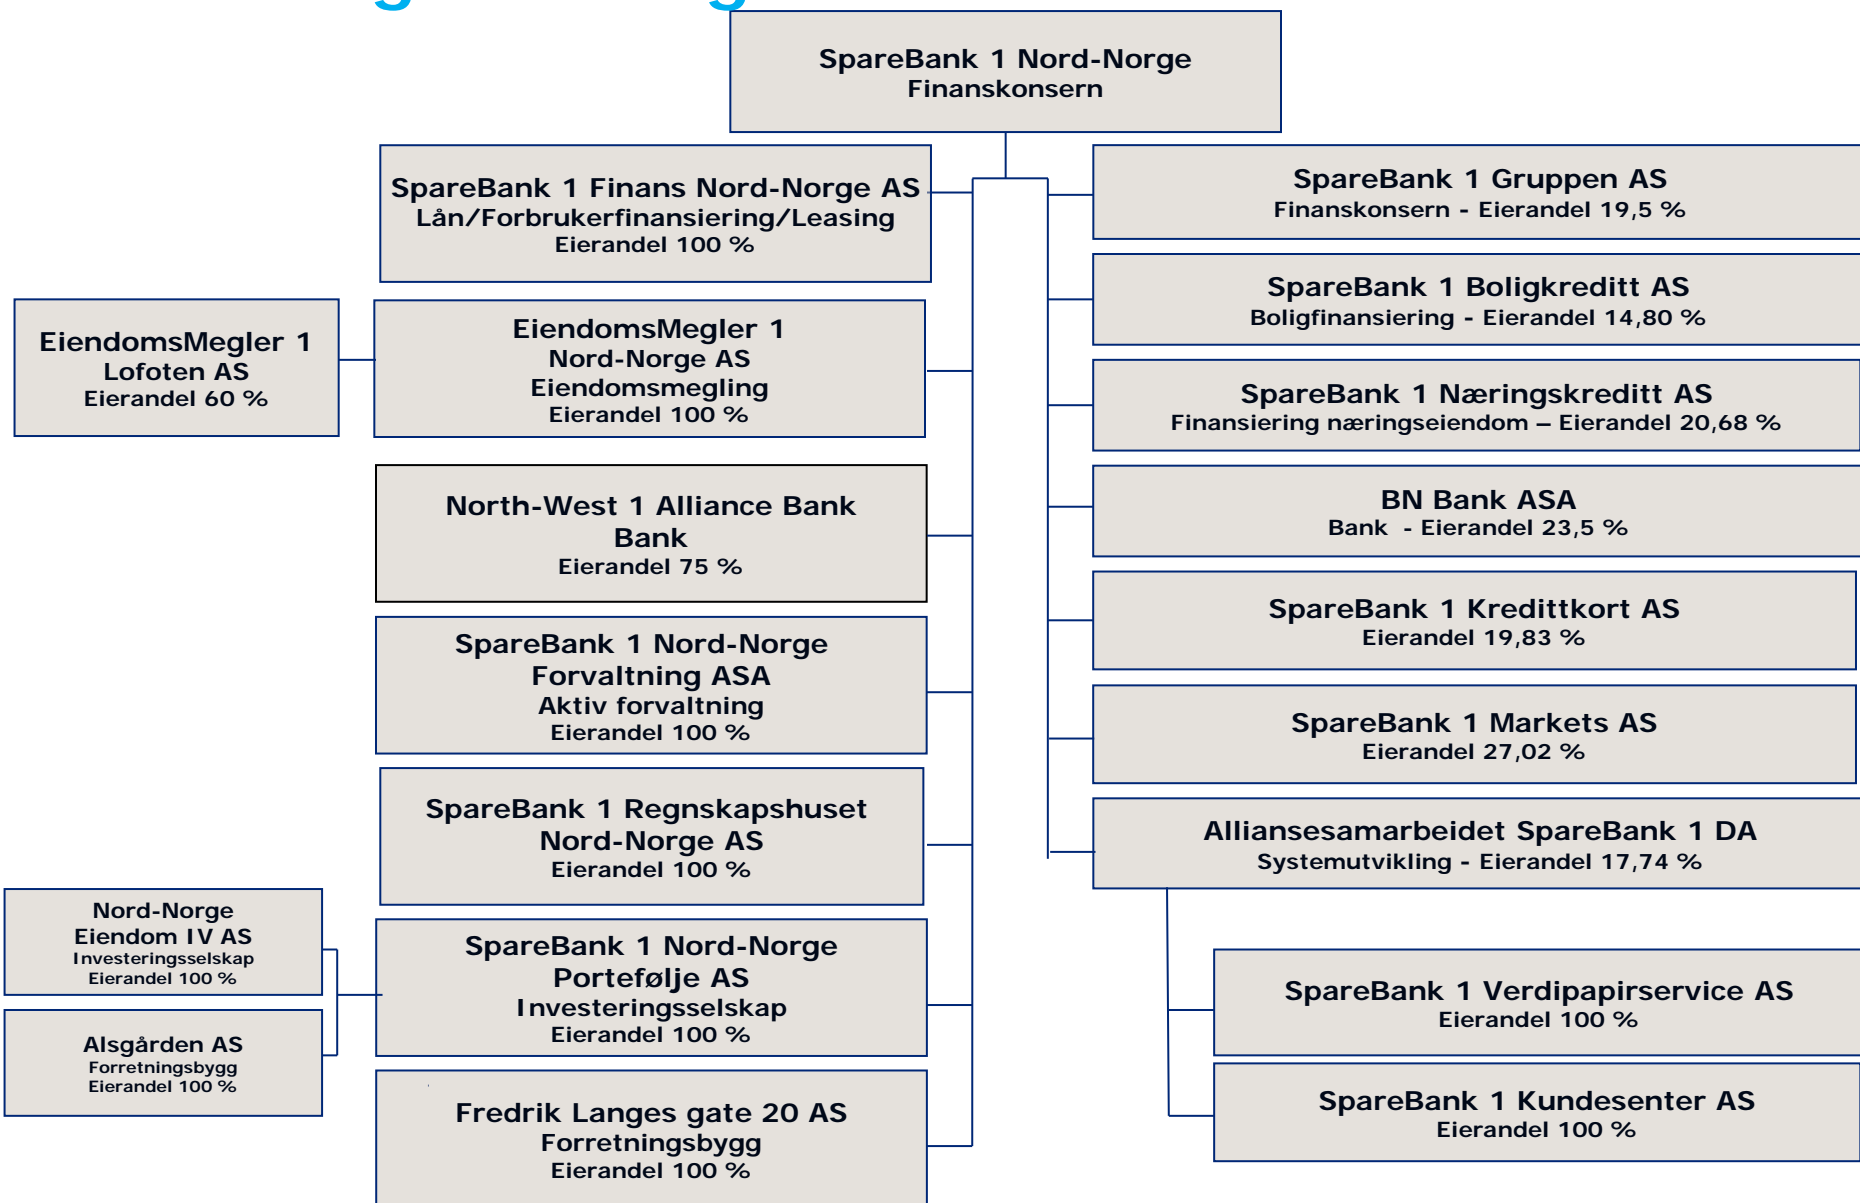 SpareBank 1 Nord-Norge
Finanskonsern
SpareBank 1 Finans Nord-Norge AS
Lån/Forbrukerfinansiering/Leasing
Eierandel 100 %
EiendomsMegler 1
Lofoten AS
Eierandel 60 %
EiendomsMegler 1
Nord-Norge AS
Eiendomsmegling
Eierandel 100 %
North-West 1 Alliance Bank
Bank
Eierandel 75 %
SpareBank 1 Nord-Norge
Forvaltning ASA
Aktiv forvaltning
Eierandel 100 %
SpareBank 1 Regnskapshuset
Nord-Norge AS
Eierandel 100 %
Nord-Norge
Eiendom IV AS
Investeringsselskap
Eierandel 100 %
Alsgården AS
Forretningsbygg
Eierandel 100 %
SpareBank 1 Nord-Norge
Portefølje AS
Investeringsselskap
Eierandel 100 %
Fredrik Langes gate 20 AS
Forretningsbygg
Eierandel 100 %
SpareBank 1 Gruppen AS
Finanskonsern - Eierandel 19,5 %
SpareBank 1 Boligkreditt AS
Boligfinansiering - Eierandel 14,80 %
SpareBank 1 Næringskreditt AS
Finansiering næringseiendom – Eierandel 20,68 %
BN Bank ASA
Bank - Eierandel 23,5 %
SpareBank 1 Kredittkort AS
Eierandel 19,83 %
SpareBank 1 Markets AS
Eierandel 27,02 %
Alliansesamarbeidet SpareBank 1 DA
Systemutvikling - Eierandel 17,74 %
SpareBank 1 Verdipapirservice AS
Eierandel 100 %
SpareBank 1 Kundesenter AS
Eierandel 100 %